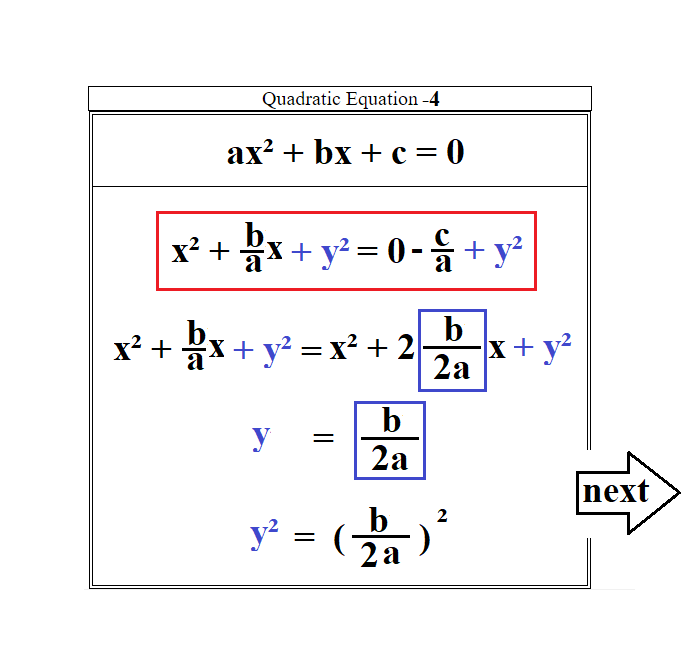 Quadratic Equation -4
ax² + bx + c = 0
x² + b/a x + y² = 0 - c/a + y²
x² + b/a x + y² = x² + 2 b/2a x + y²
y = b/2a
next
y² = (b/2a)²